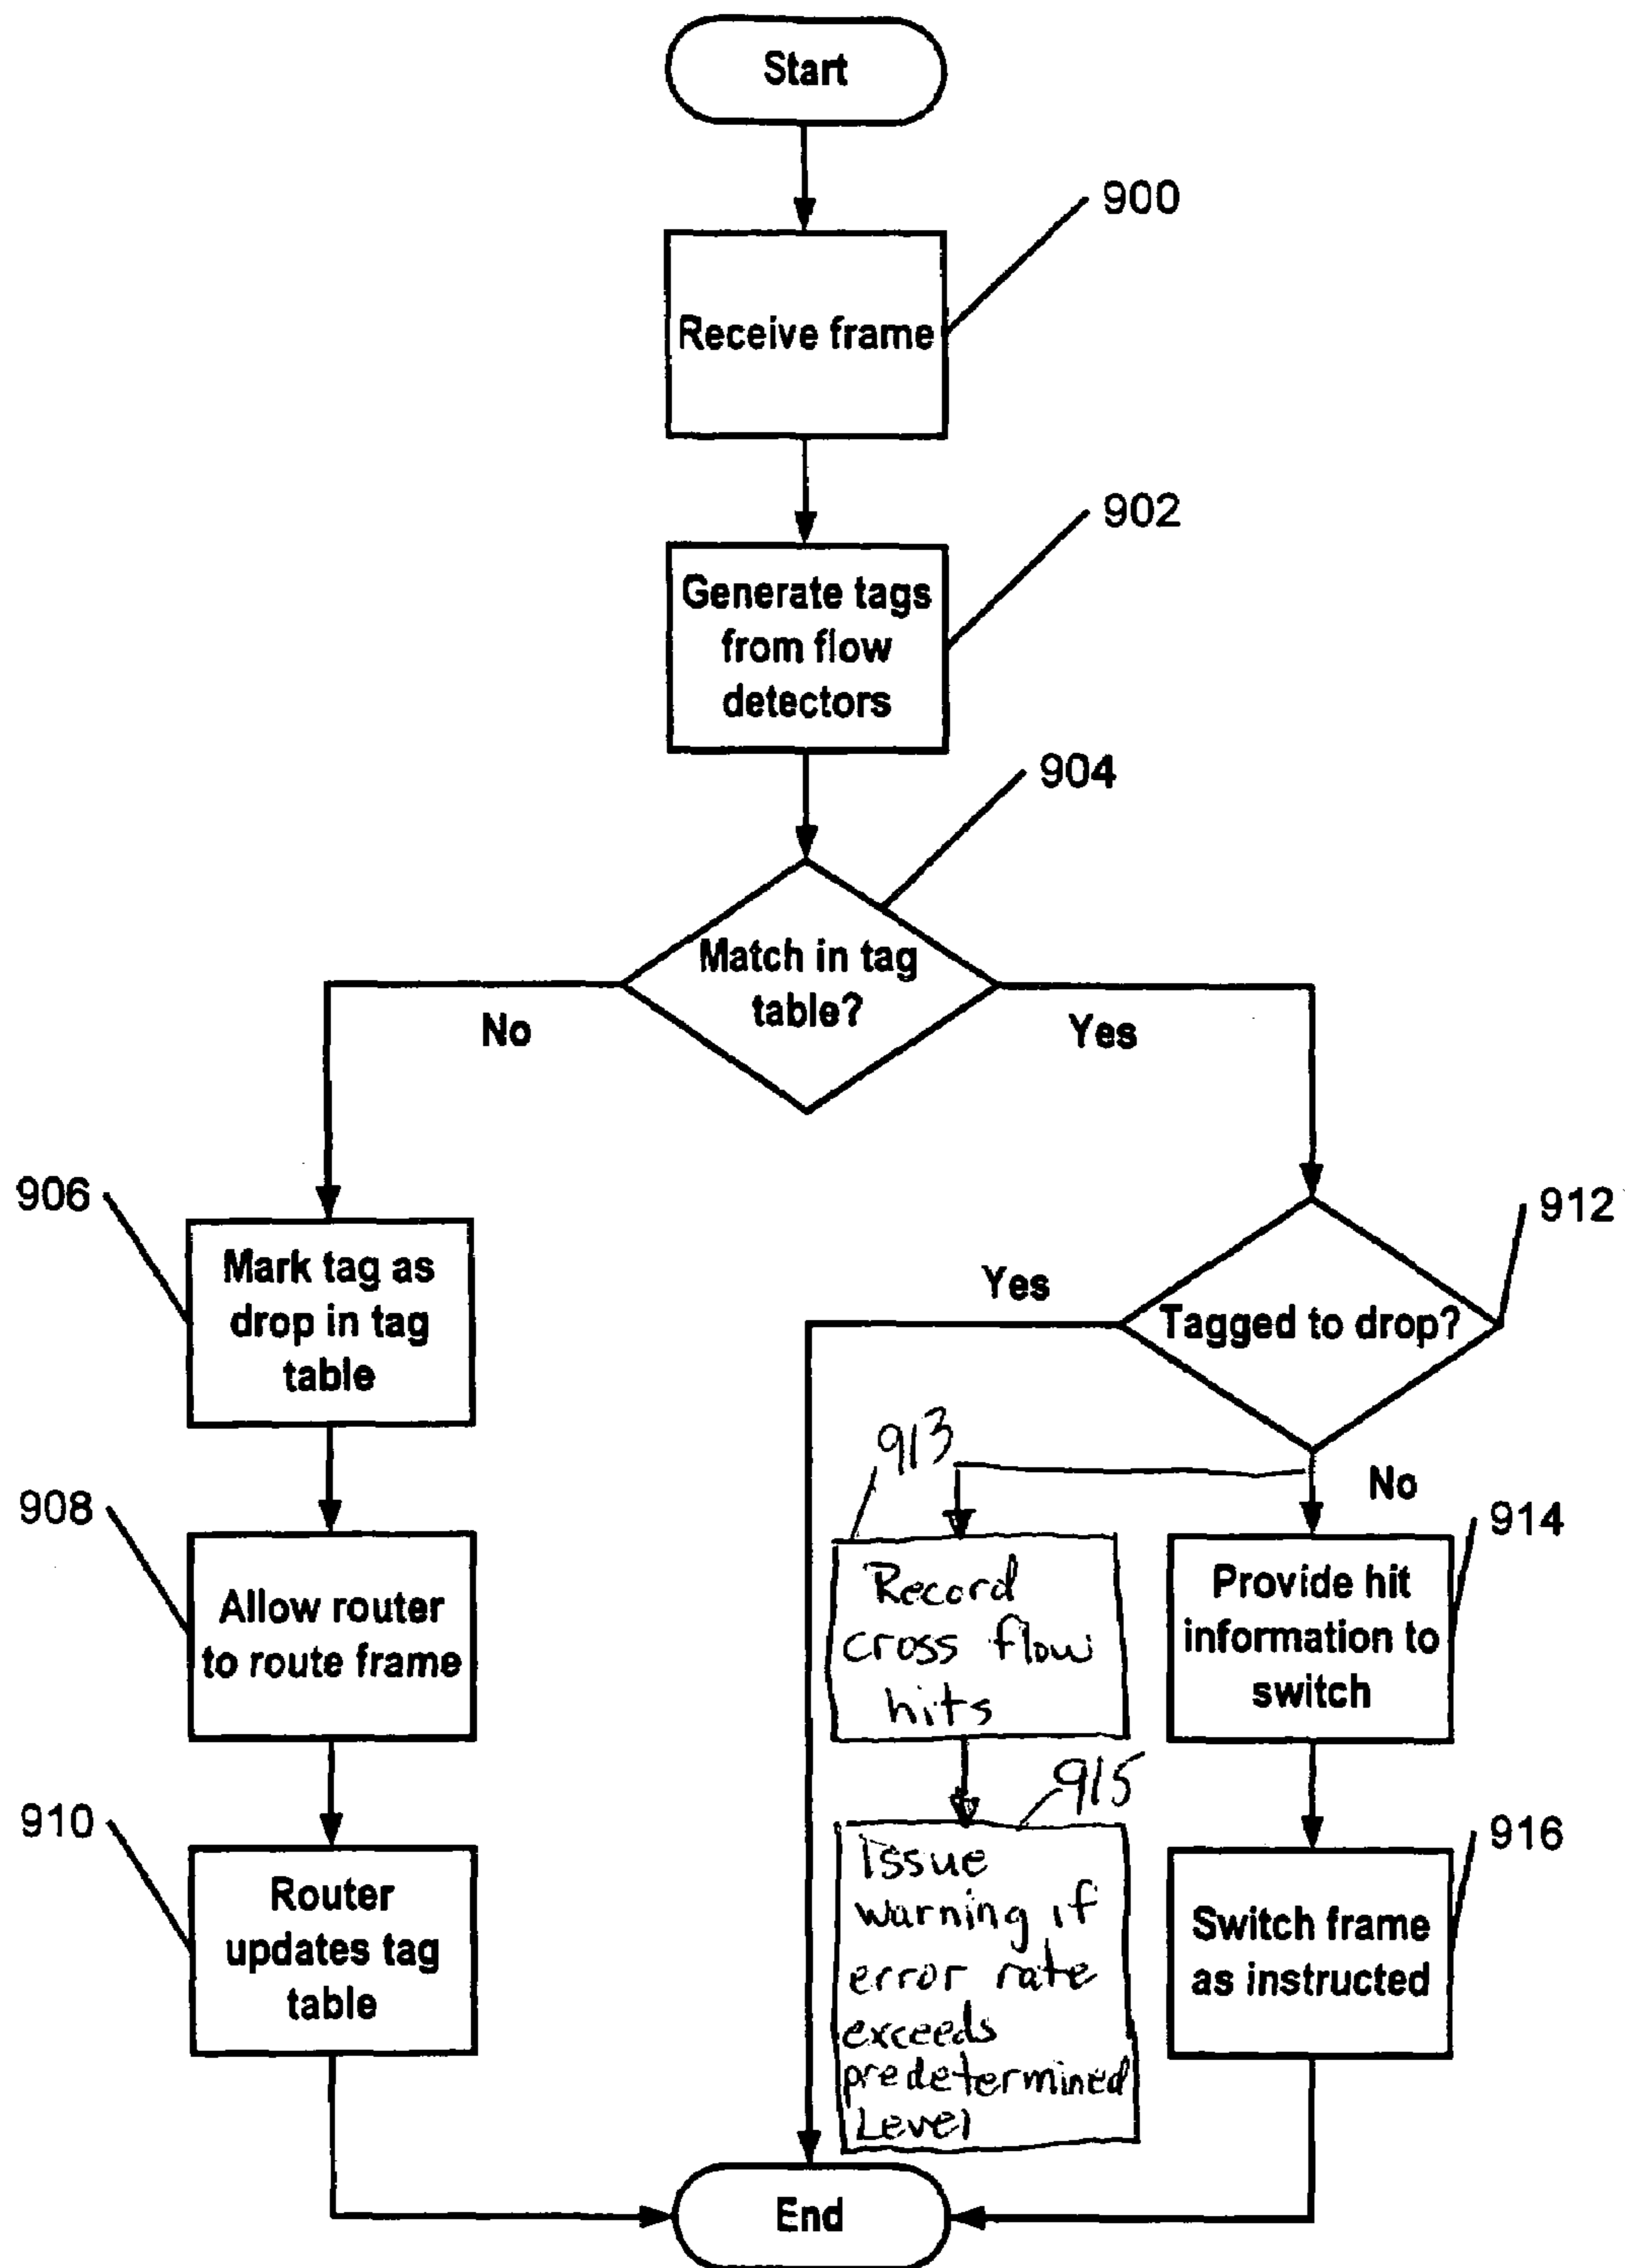 Start
900
Receive frame
902
Generate tags
from flow
detectors
904
Match in tag
table?
No
Yes
906
Mark tag as
drop in tag
table
912
Yes
Tagged to drop?
913
No
908
Allow router
to route frame
Record
cross flow
hits
914
Provide hit
information to
switch
915
910
Router
updates tag
table
Issue
warning if
error rate
exceeds
predetermined
Level
916
Switch frame
as instructed
End